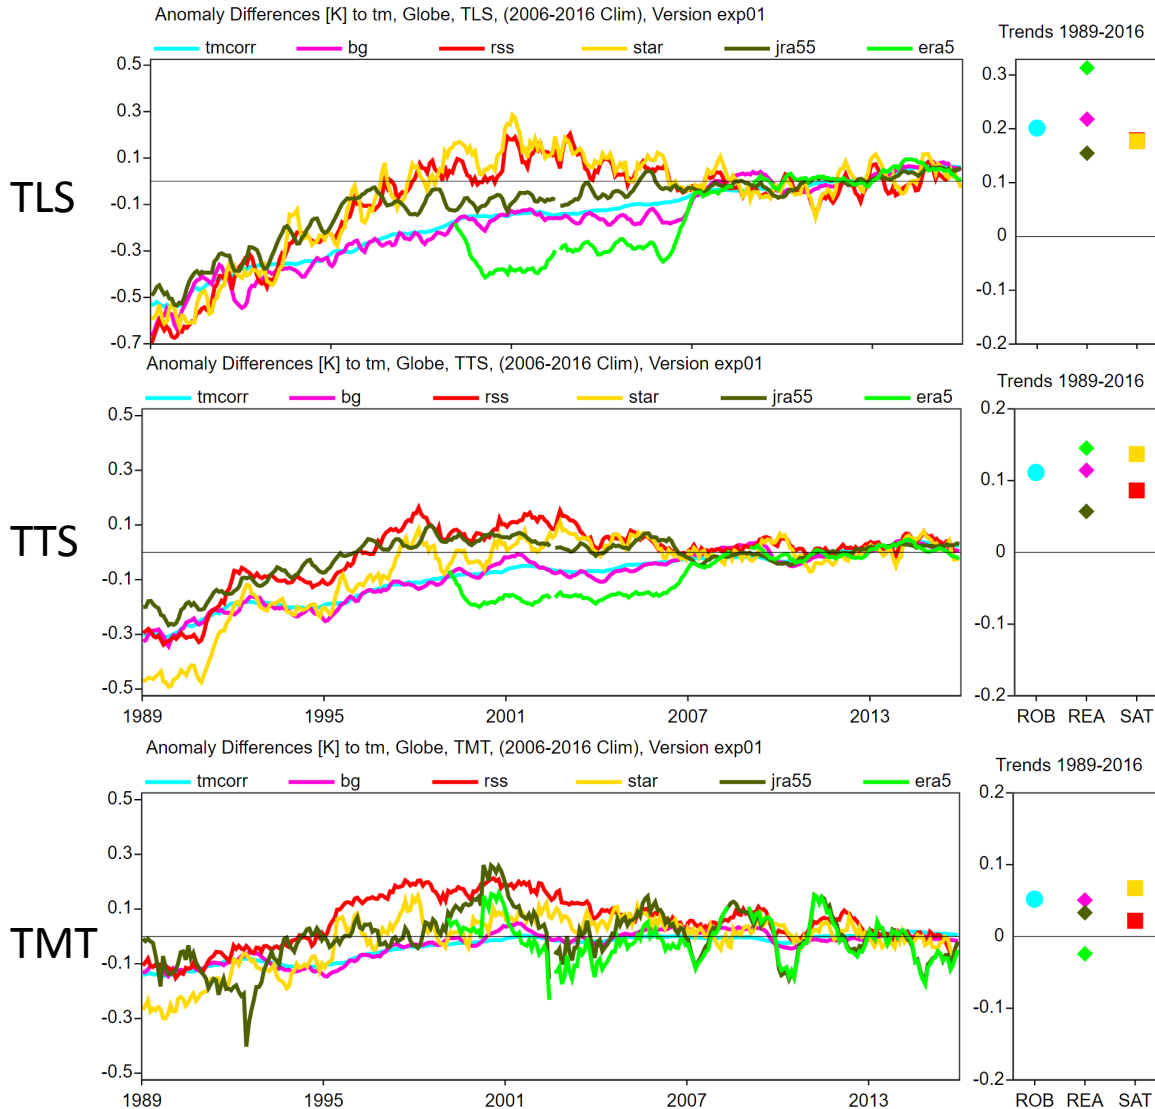 Anomaly Differences [K] to tm, Globe, TLS, (2006-2016 Clim), Version exp01
tmcorr bg rss star jra55 era5
Trends 1989-2016
TLS
0.5
0.3
0.1
-0.1
-0.3
-0.5
-0.7
0.3
0.2
0.1
0
-0.1
-0.2
Anomaly Differences [K] to tm, Globe, TTS, (2006-2016 Clim), Version exp01
tmcorr bg rss star jra55 era5
Trends 1989-2016
TTS
0.5
0.3
0.1
-0.1
-0.3
-0.5
1989 1995 2001 2007 2013
0.2
0.1
0
-0.1
-0.2
ROB REA SAT
Anomaly Differences [K] to tm, Globe, TMT, (2006-2016 Clim), Version exp01
tmcorr bg rss star jra55 era5
Trends 1989-2016
TMT
0.5
0.3
0.1
-0.1
-0.3
-0.5
1989 1995 2001 2007 2013
0.2
0.1
0
-0.1
-0.2
ROB REA SAT